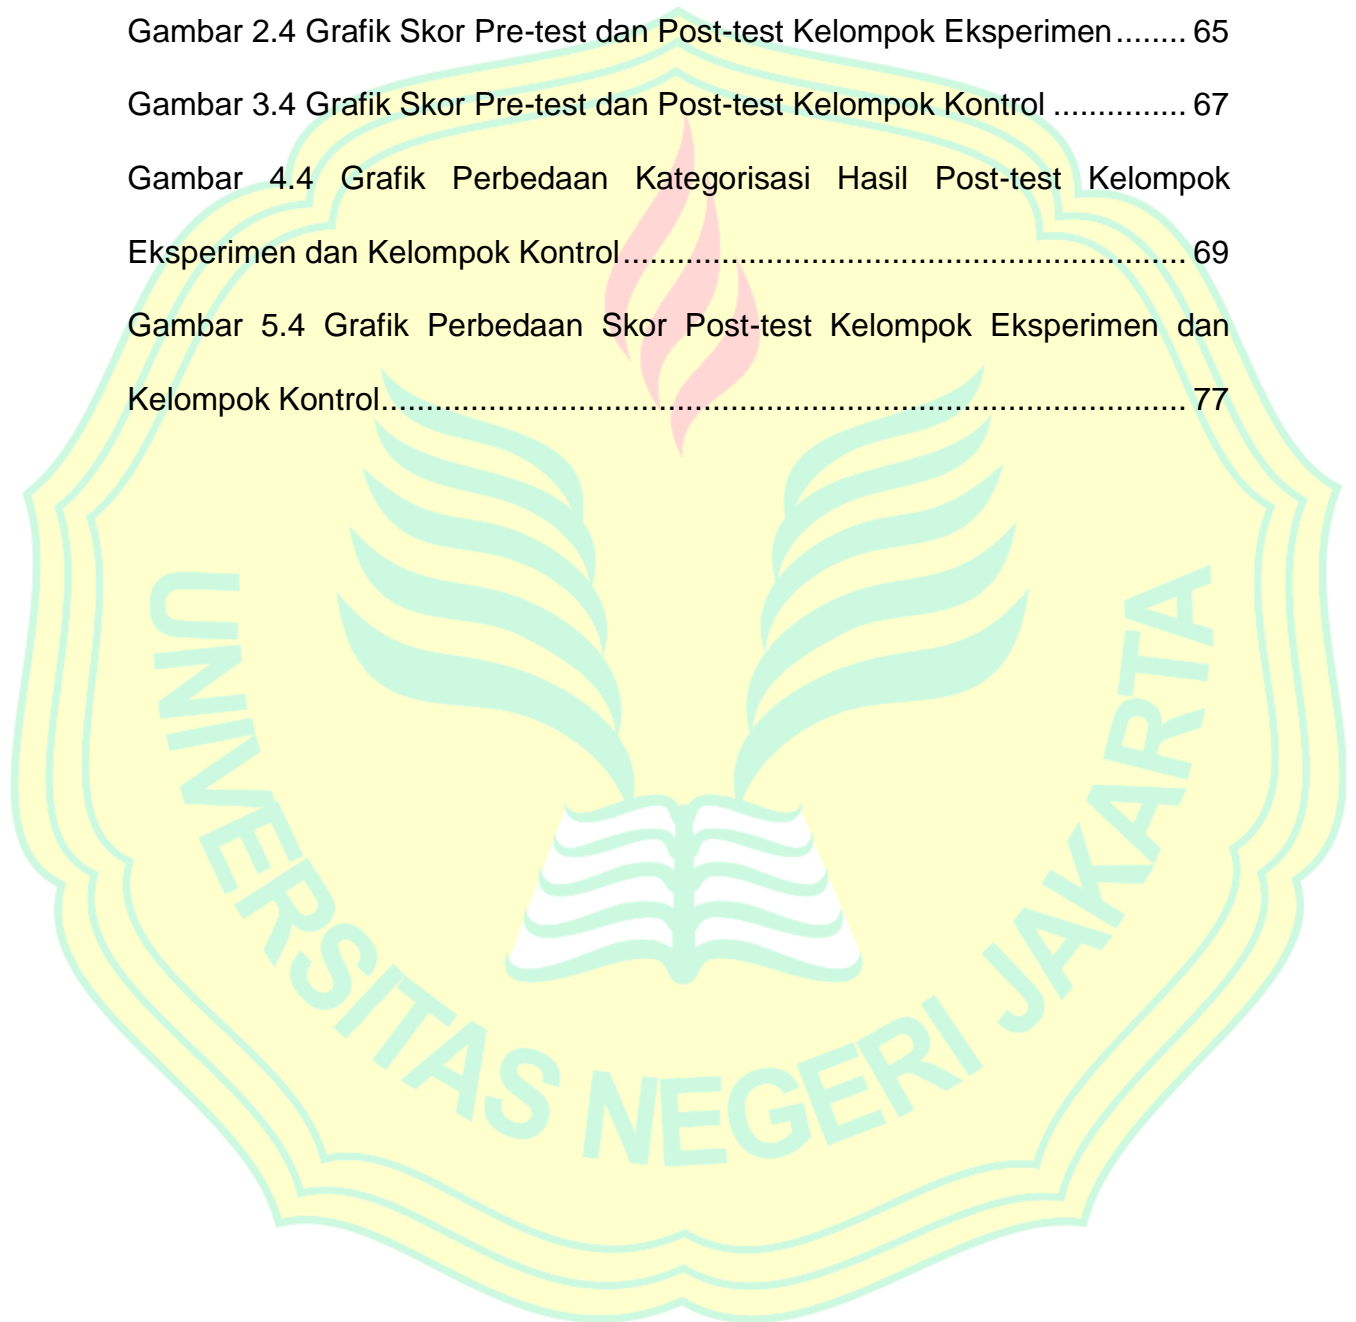 Gambar 2.4 Grafik Skor Pre-test dan Post-test Kelompok Eksperimen........ 65
Gambar 3.4 Grafik Skor Pre-test dan Post-test Kelompok Kontrol ............... 67
Gambar 4.4 Grafik Perbedaan Kategorisasi Hasil Post-test Kelompok
Eksperimen dan Kelompok Kontrol............................................................... 69
Gambar 5.4 Grafik Perbedaan Skor Post-test Kelompok Eksperimen dan
Kelompok Kontrol.......................................................................................... 77
UNIVERSITAS NEGERI JAKARTA